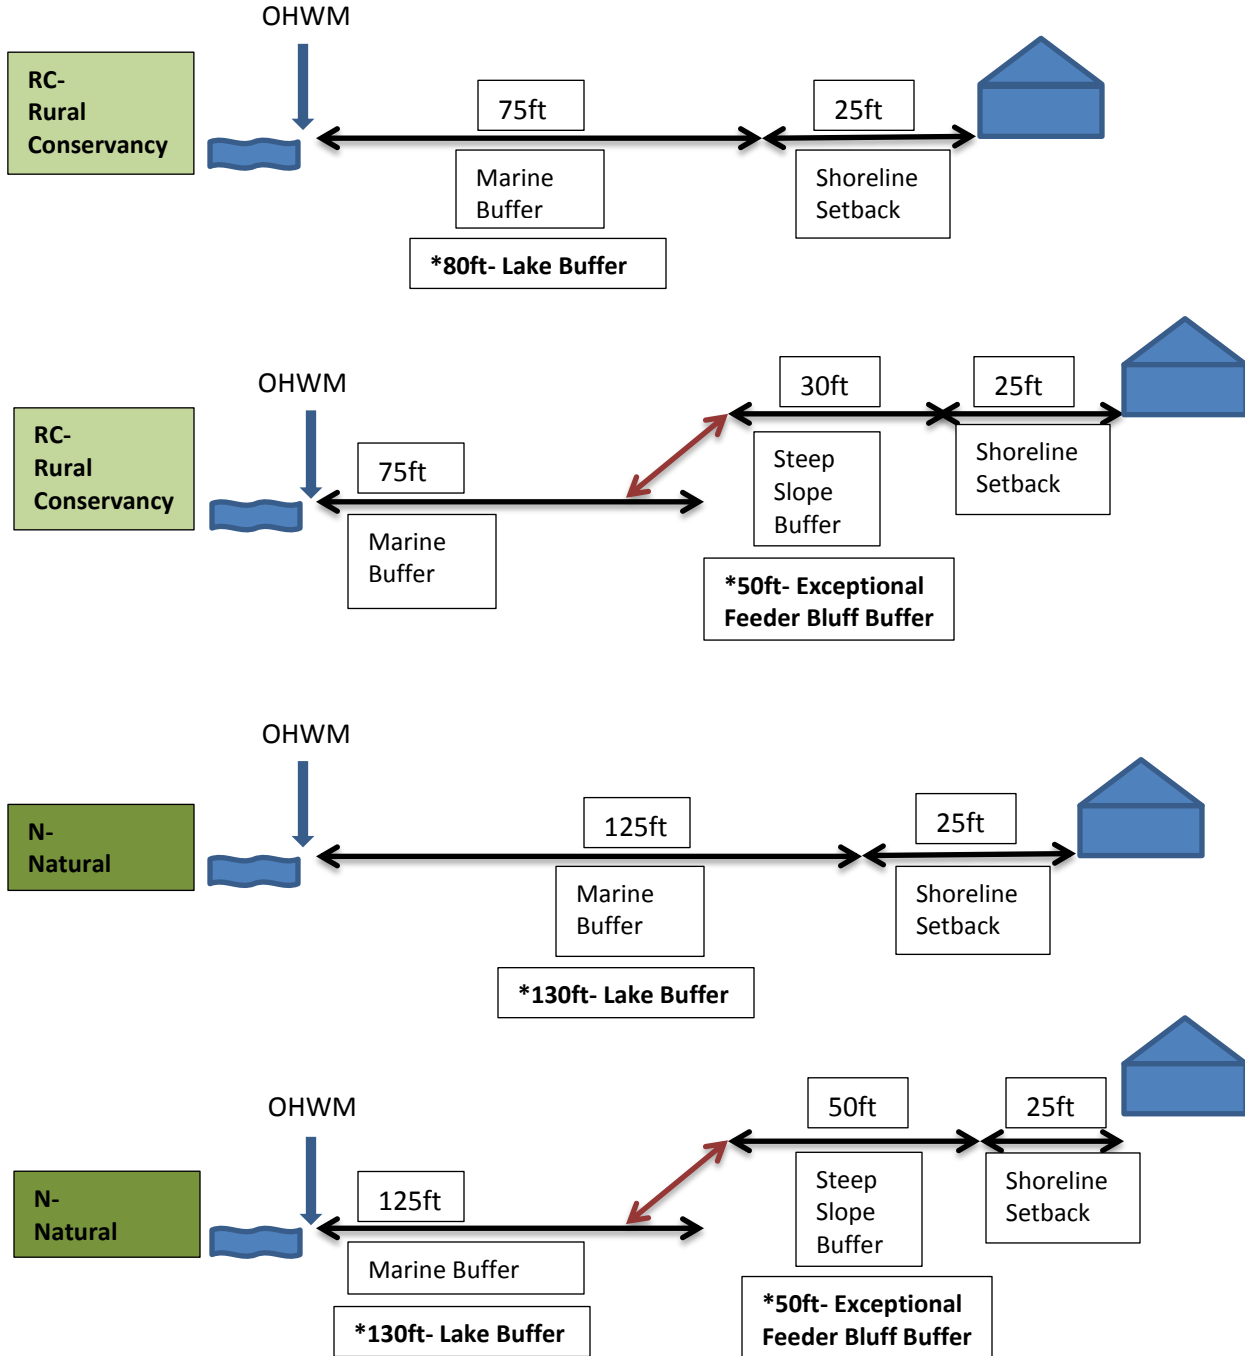 OHWM
RC-
Rural
Conservancy
75ft
25ft
Marine
Buffer
Shoreline
Setback
*80ft- Lake Buffer
OHWM
RC-
Rural
Conservancy
75ft
30ft
25ft
Marine
Buffer
Steep
Slope
Buffer
Shoreline
Setback
*50ft- Exceptional
Feeder Bluff Buffer
OHWM
N-
Natural
125ft
25ft
Marine
Buffer
Shoreline
Setback
*130ft- Lake Buffer
OHWM
N-
Natural
125ft
50ft
25ft
Marine Buffer
Steep
Slope
Buffer
Shoreline
Setback
*130ft- Lake Buffer
*50ft- Exceptional
Feeder Bluff Buffer